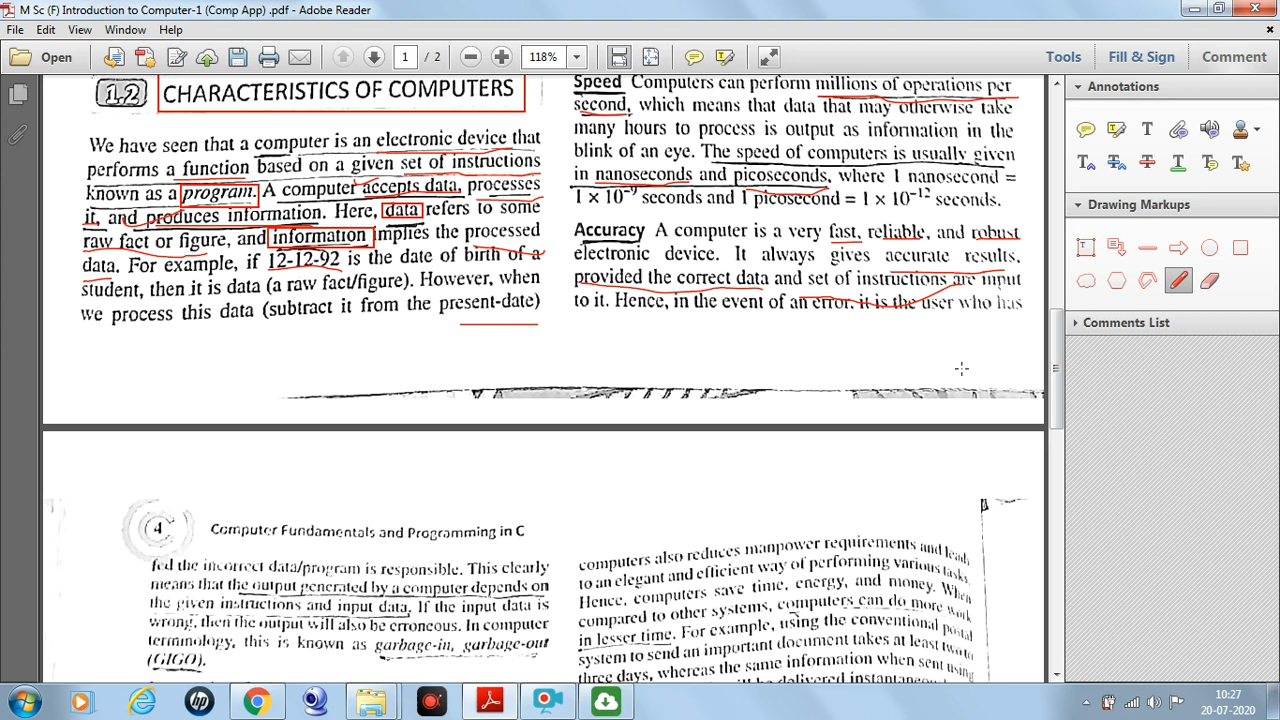 M Sc (F) Introduction to Computer-1 (Comp App) .pdf - Adobe Reader
File Edit View Window Help
Open 1 / 2 118% Tools Fill & Sign Comment
1.2 CHARACTERISTICS OF COMPUTERS
We have seen that a computer is an electronic device that
performs a function based on a given set of instructions
known as a program. A computer accepts data, processes
it, and produces information. Here, data refers to some
raw fact or figure, and information implies the processed
data. For example, if 12-12-92 is the date of birth of a
student, then it is data (a raw fact/figure). However, when
we process this data (subtract it from the present-date)
Speed Computers can perform millions of operations per
second, which means that data that may otherwise take
many hours to process is output as information in the
blink of an eye. The speed of computers is usually given
in nanoseconds and picoseconds, where 1 nanosecond =
1 × 10⁻⁹ seconds and 1 picosecond = 1 × 10⁻¹² seconds.
Accuracy A computer is a very fast, reliable, and robust
electronic device. It always gives accurate results,
provided the correct data and set of instructions are input
to it. Hence, in the event of an error, it is the user who has
4 Computer Fundamentals and Programming in C
fed the incorrect data/program is responsible. This clearly
means that the output generated by a computer depends on
the given instructions and input data. If the input data is
wrong, then the output will also be erroneous. In computer
terminology, this is known as garbage-in, garbage-out
(GIGO).
computers also reduces manpower requirements and leads
to an elegant and efficient way of performing various tasks.
Hence, computers save time, energy, and money. When
compared to other systems, computers can do more work
in lesser time. For example, using the conventional postal
system to send an important document takes at least two
three days, whereas the same information when sent using
will be delivered instantaneously
Annotations
T
T T T T T
Drawing Markups
T
Comments List
10:27
20-07-2020